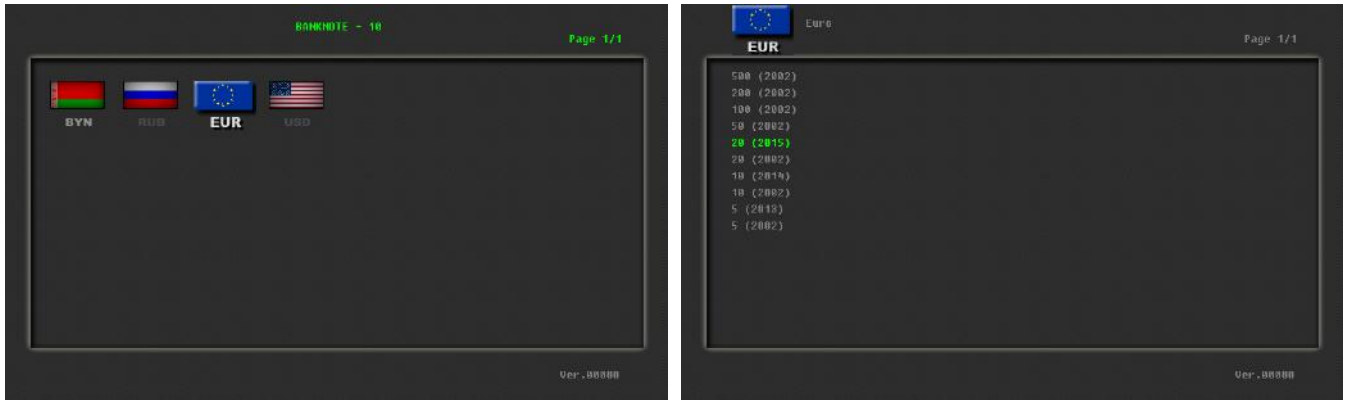 BANKNOTE - 10
Page 1/1
BYN RUB EUR USD
Ver.00000
EUR
Euro
Page 1/1
500 (2002)
200 (2002)
100 (2002)
50 (2002)
20 (2015)
20 (2002)
10 (2014)
10 (2002)
5 (2013)
5 (2002)
Ver.00000